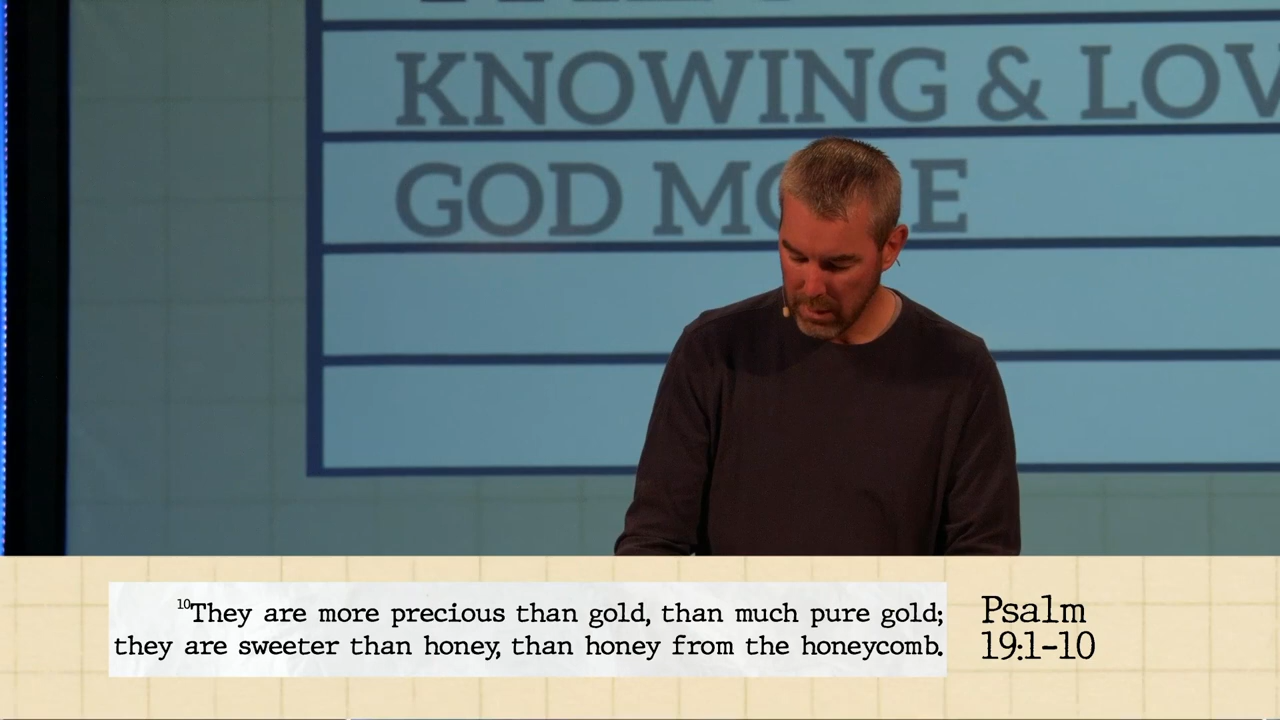 KNOWING & LOV
GOD MO E
10They are more precious than gold, than much pure gold;
they are sweeter than honey, than honey from the honeycomb.
Psalm
19:1-10